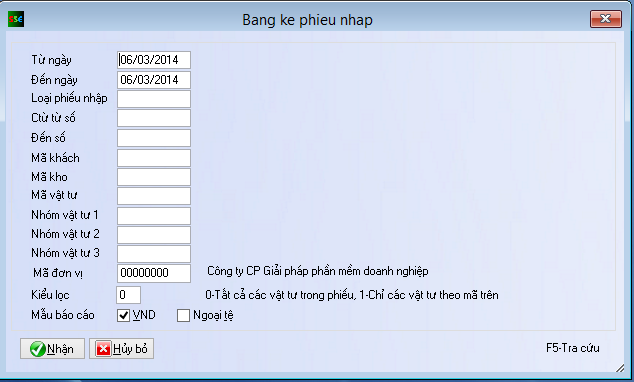 Bang ke phieu nhap
Từ ngày 06/03/2014
Đến ngày 06/03/2014
Loại phiếu nhập
Ctừ từ số
Đến số
Mã khách
Mã kho
Mã vật tư
Nhóm vật tư 1
Nhóm vật tư 2
Nhóm vật tư 3
Mã đơn vị 00000000 Công ty CP Giải pháp phần mềm doanh nghiệp
Kiểu lọc 0 0-Tất cả các vật tư trong phiếu, 1-Chỉ các vật tư theo mã trên
Mẫu báo cáo VND Ngoại tệ
Nhận Hủy bỏ F5-Tra cứu